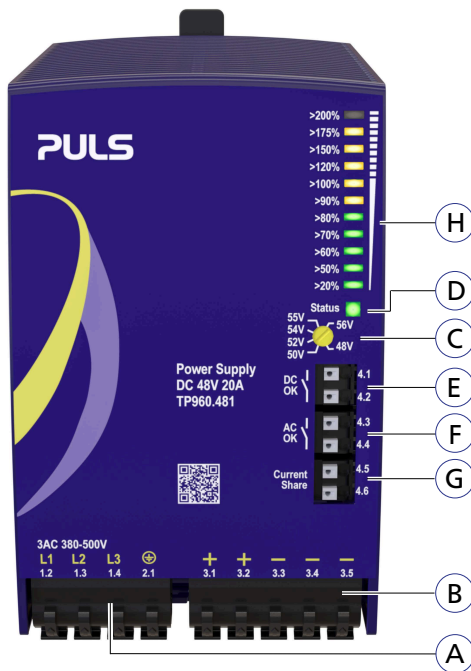 PULS
>200%
>175%
>150%
>120%
>100%
>90%
>80%
>70%
>60%
>50%
>20%
H
Status
D
55V 56V
54V
52V
50V 48V
C
Power Supply
DC 48V 20A
TP960.481
DC
OK
4.1
4.2
E
AC
OK
4.3
4.4
F
Current
Share
4.5
4.6
G
3AC 380-500V
L1 L2 L3 + + − − −
1.2 1.3 1.4 2.1 3.1 3.2 3.3 3.4 3.5
B
A